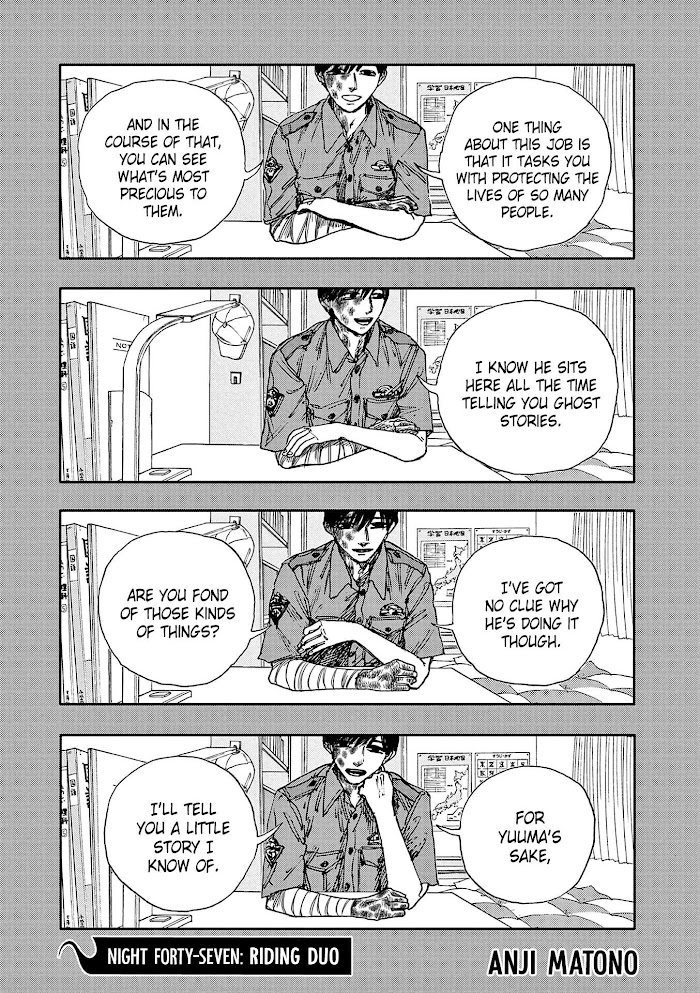 ONE THING
ABOUT THIS JOB IS
THAT IT TASKS YOU
WITH PROTECTING THE
LIVES OF SO MANY
PEOPLE.
AND IN THE
COURSE OF THAT,
YOU CAN SEE
WHAT'S MOST
PRECIOUS TO
THEM.
I KNOW HE SITS
HERE ALL THE TIME
TELLING YOU GHOST
STORIES.
I'VE GOT
NO CLUE WHY
HE'S DOING IT
THOUGH.
ARE YOU FOND
OF THOSE KINDS
OF THINGS?
FOR
YUUMA'S
SAKE,
I'LL TELL
YOU A LITTLE
STORY I
KNOW OF.
NIGHT FORTY-SEVEN: RIDING DUO
ANJI MATONO